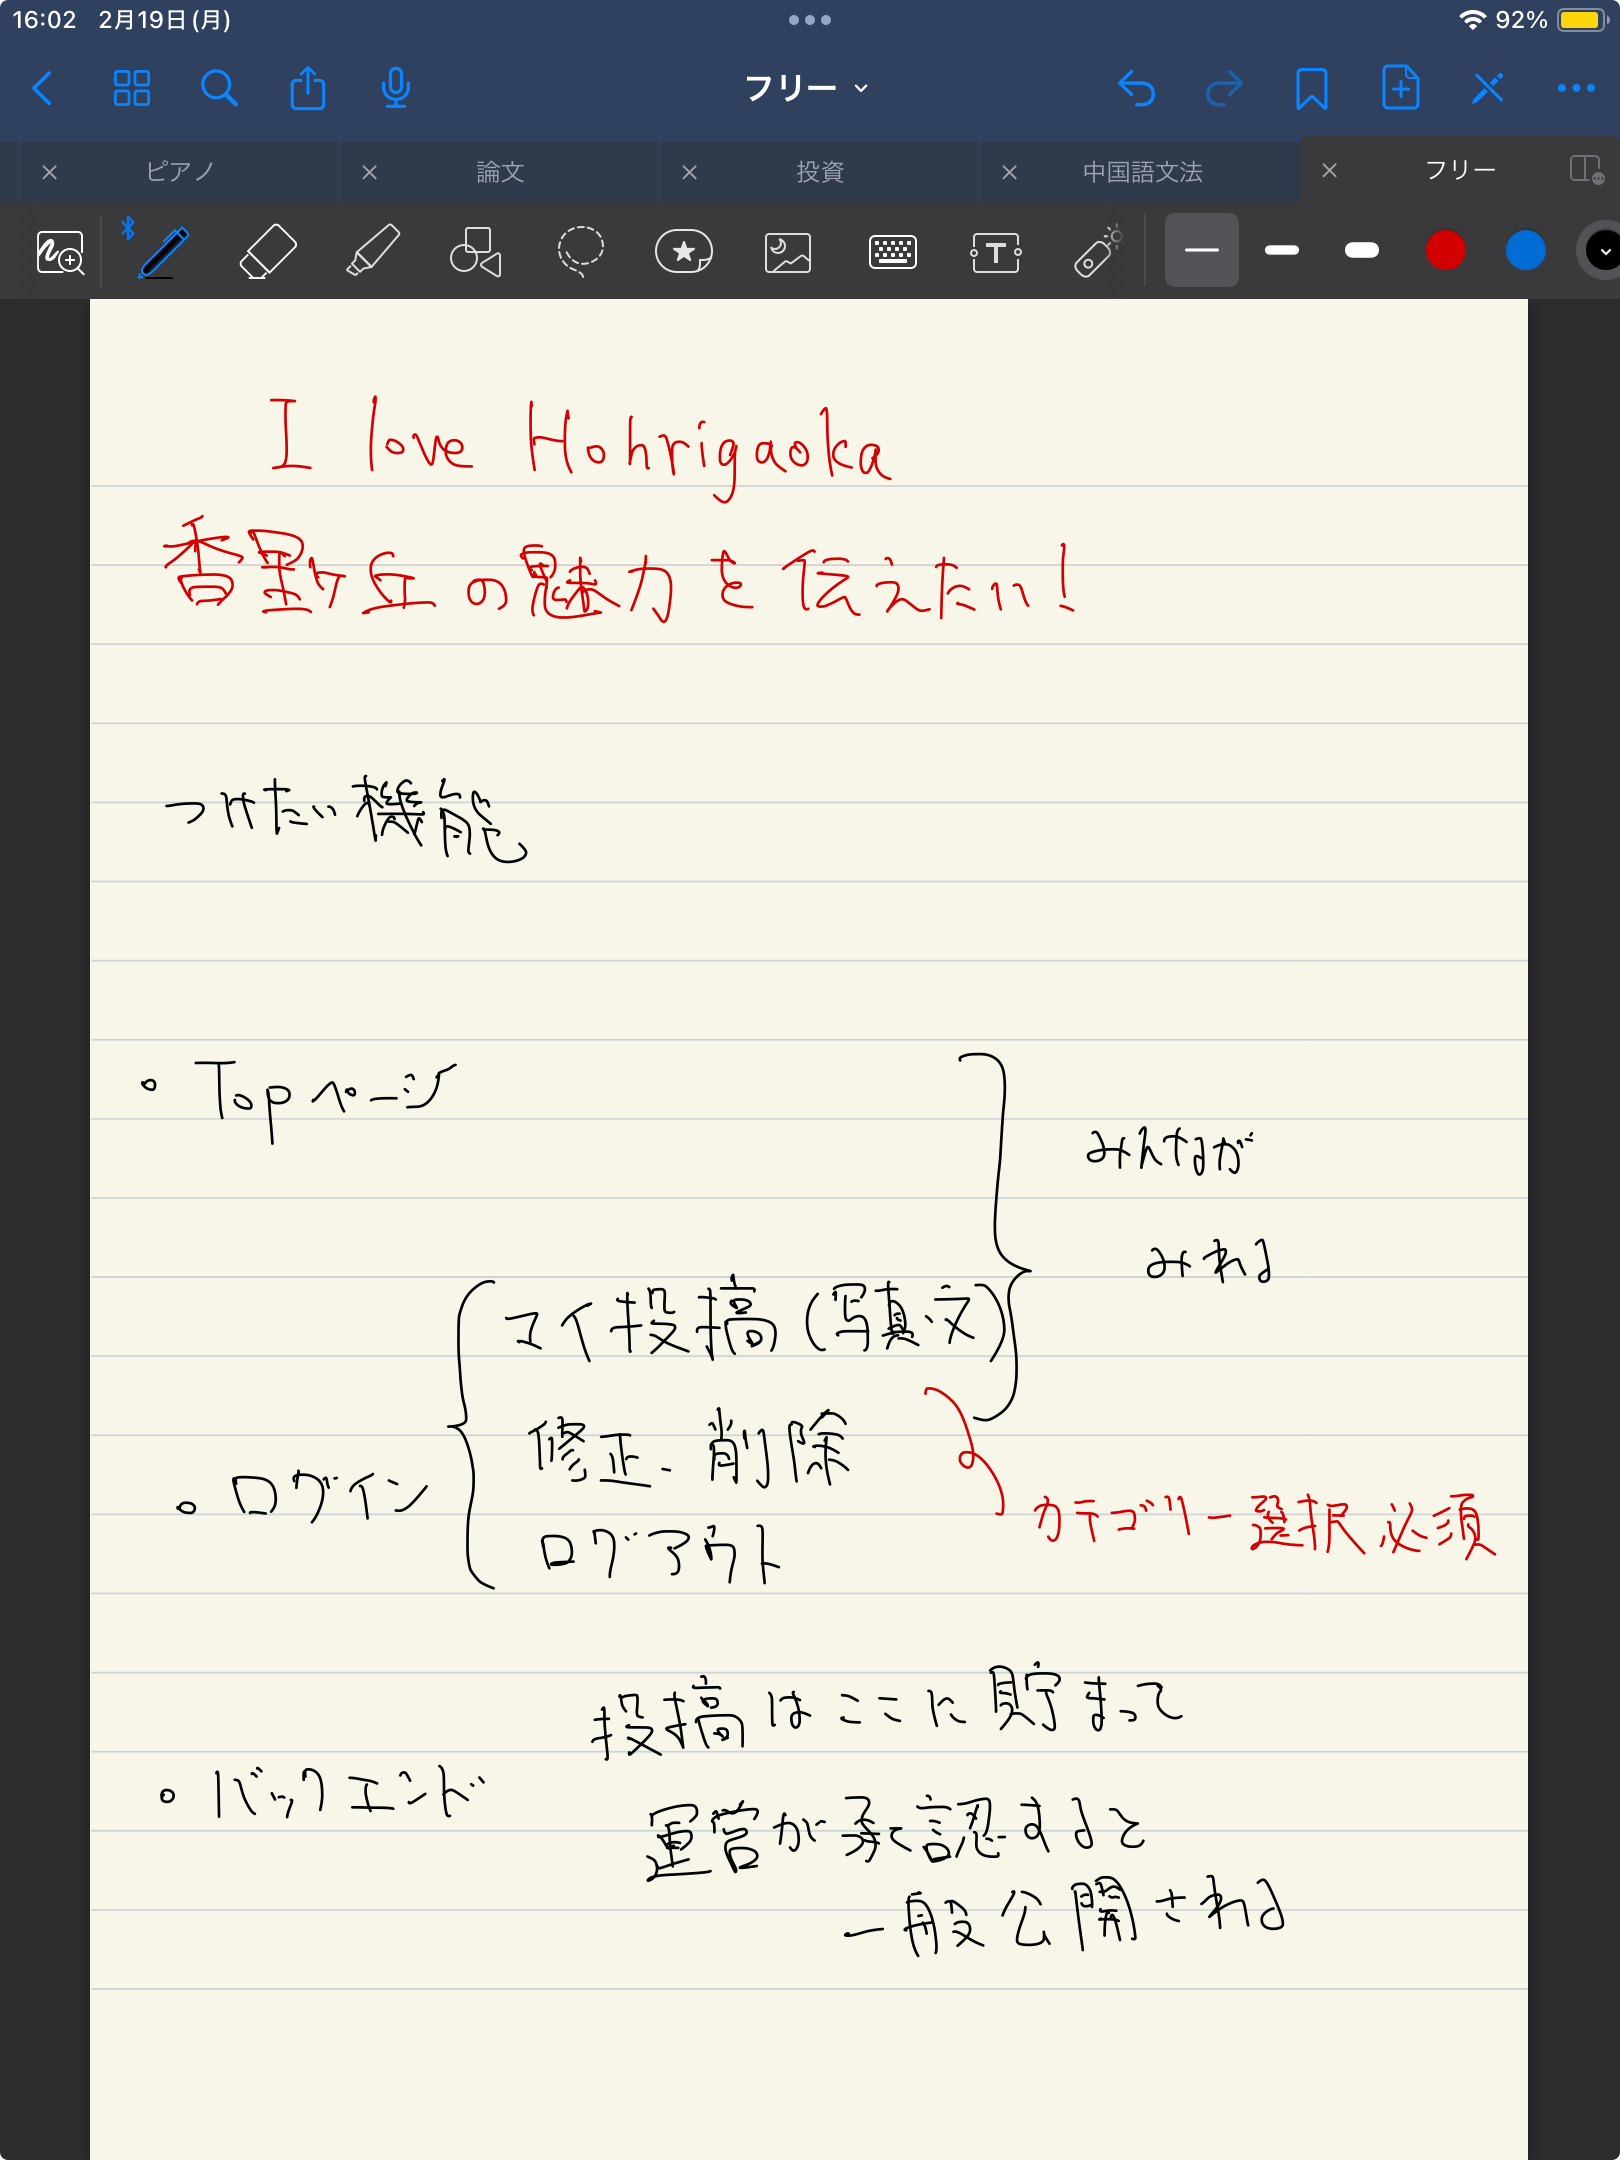 16:02 2月19日(月) 92%
フリー
ピアノ 論文 投資 中国語文法 フリー
I love Hohrigaoka
香里ヶ丘の魅力を伝えたい!
つけたい機能
Topページ
みんなが
みれる
マイ投稿(写真、文)
修正、削除
ログイン
カテゴリー選択必須
ログアウト
投稿はここに貯まって
バックエンド
運営が承認すると
一般公開される